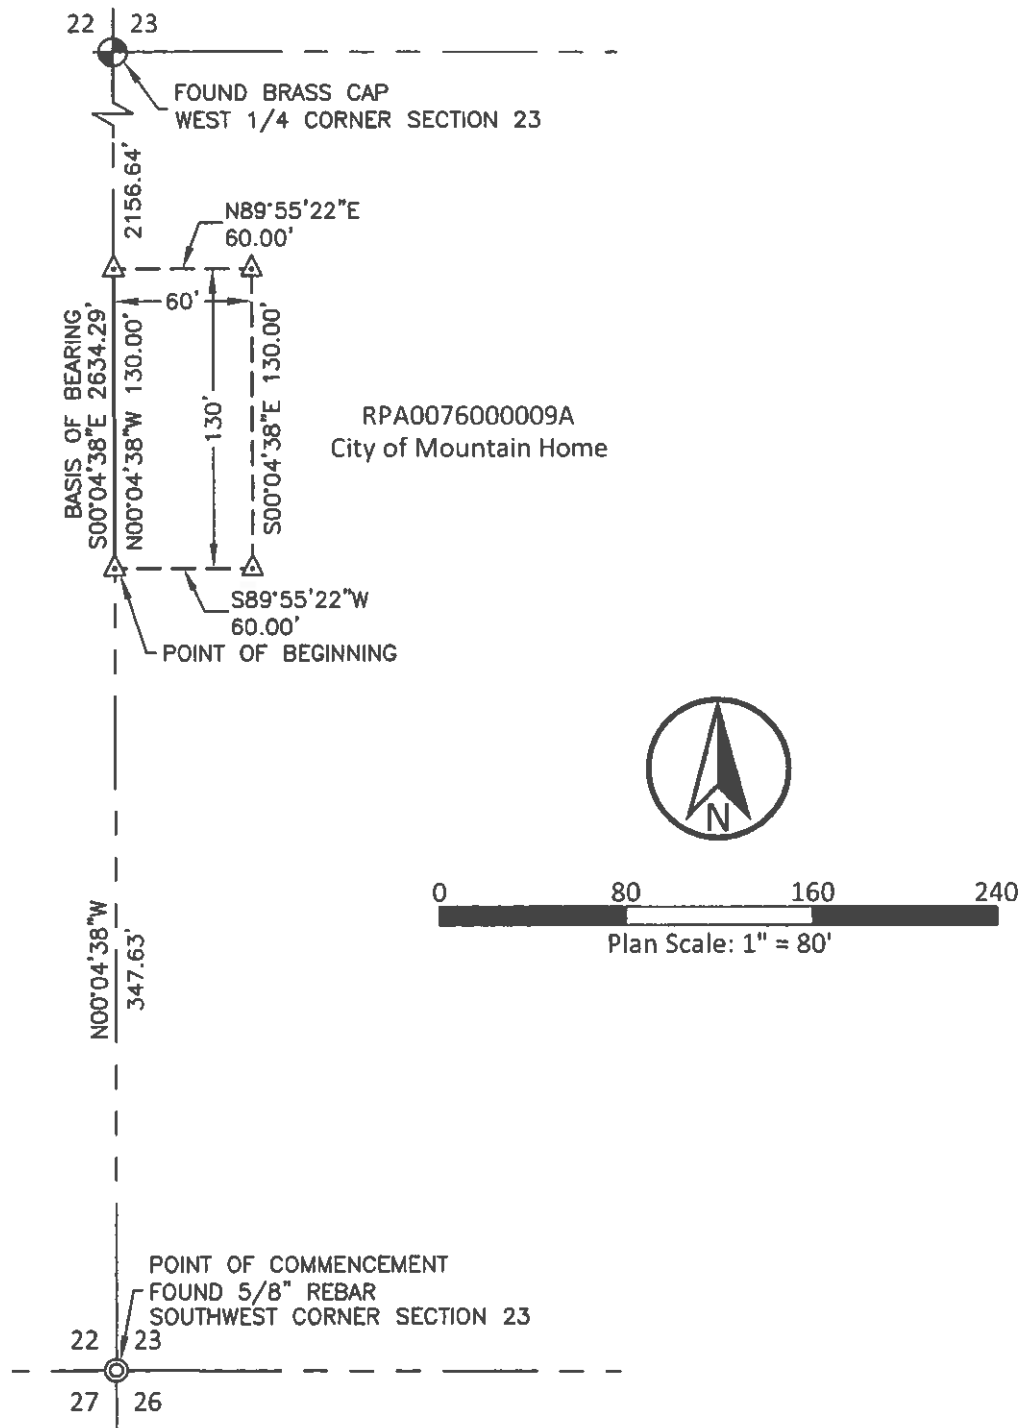 22 23
FOUND BRASS CAP
WEST 1/4 CORNER SECTION 23
2156.64'
N89°55'22"E
60.00'
60'
BASIS OF BEARING
S00°04'38"E 2634.29'
N00°04'38"W 130.00'
130'
S00°04'38"E 130.00'
RPA0076000009A
City of Mountain Home
S89°55'22"W
60.00'
POINT OF BEGINNING
N
0 80 160 240
Plan Scale: 1" = 80'
N00°04'38"W
347.63'
POINT OF COMMENCEMENT
FOUND 5/8" REBAR
SOUTHWEST CORNER SECTION 23
22 23
27 26